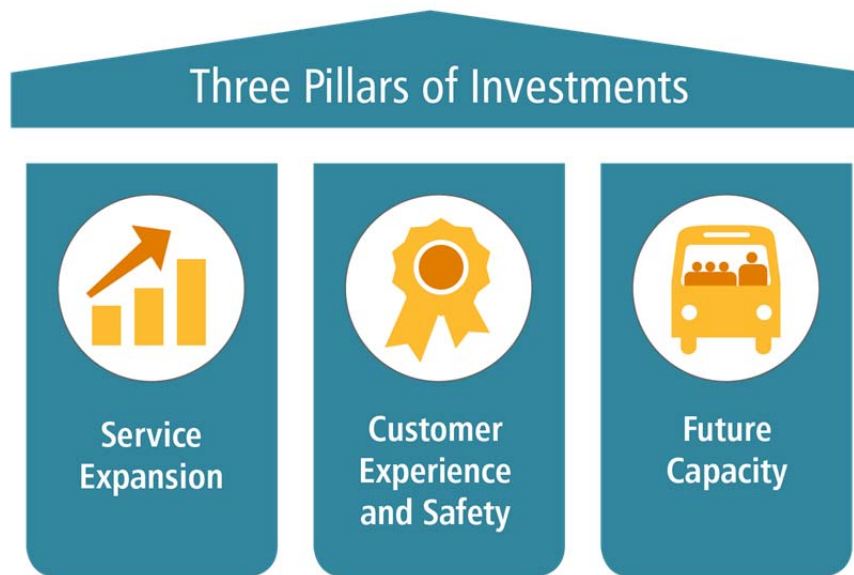 Three Pillars of Investments
Service
Expansion
Customer
Experience
and Safety
Future
Capacity